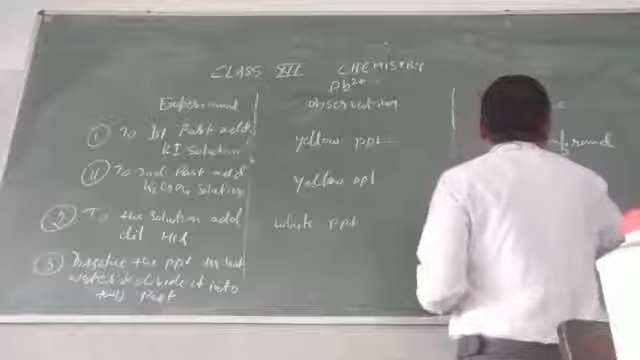 CLASS XII CHEMISTRY
Pb2+
Experiment observation
① To Ist Part add yellow ppt
KI solution
⑪ To 2nd Part add yellow ppt
K2CrO4 solution
② To the solution add white ppt
dil HCl
③ Dissolve the ppt in hot
water & divide it into
two Part